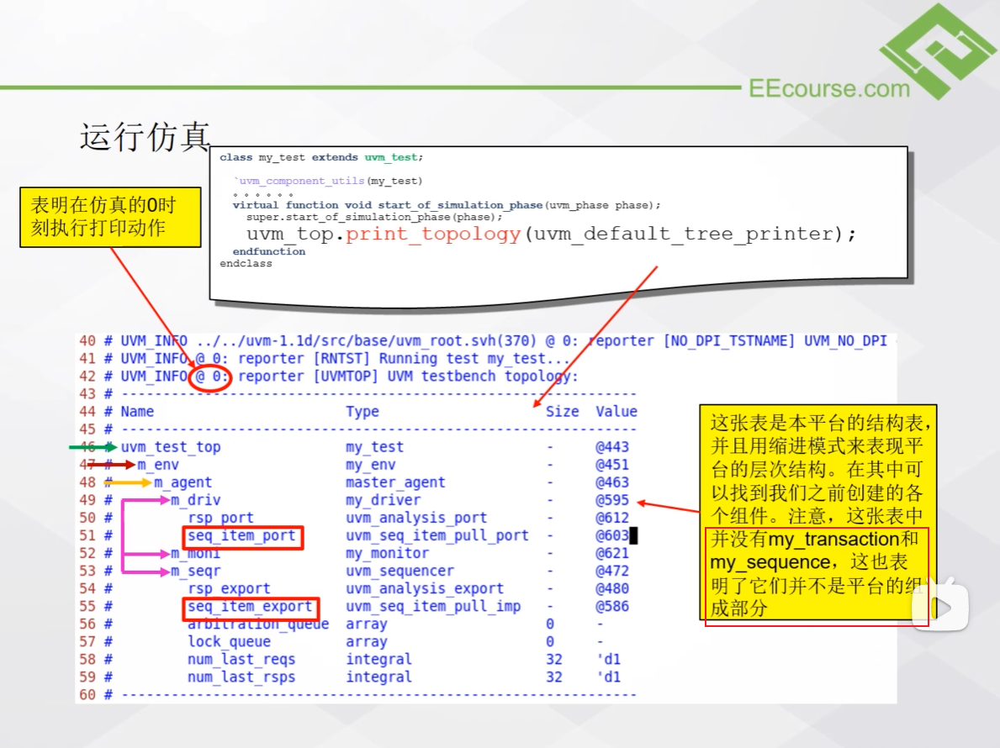 EEcourse.com
运行仿真
class my_test extends uvm_test;
`uvm_component_utils(my_test)
。。。。。。
virtual function void start_of_simulation_phase(uvm_phase phase);
super.start_of_simulation_phase(phase);
uvm_top.print_topology(uvm_default_tree_printer);
endfunction
endclass
表明在仿真的0时
刻执行打印动作
40 # UVM_INFO ../../uvm-1.1d/src/base/uvm_root.svh(370) @ 0: reporter [NO_DPI_TSTNAME] UVM_NO_DPI
41 # UVM_INFO @ 0: reporter [RNTST] Running test my_test...
42 # UVM_INFO @ 0: reporter [UVMTOP] UVM testbench topology:
43 # --------------------------------------------------------------
44 # Name Type Size Value
45 # --------------------------------------------------------------
46 # uvm_test_top my_test - @443
47 # m_env my_env - @451
48 # m_agent master_agent - @463
49 # m_driv my_driver - @595
50 # rsp_port uvm_analysis_port - @612
51 # seq_item_port uvm_seq_item_pull_port - @603
52 # m_moni my_monitor - @621
53 # m_seqr uvm_sequencer - @472
54 # rsp_export uvm_analysis_export - @480
55 # seq_item_export uvm_seq_item_pull_imp - @586
56 # arbitration_queue array 0 -
57 # lock_queue array 0 -
58 # num_last_reqs integral 32 'd1
59 # num_last_rsps integral 32 'd1
60 # --------------------------------------------------------------
这张表是本平台的结构表，
并且用缩进模式来表现平
台的层次结构。在其中可
以找到我们之前创建的各
个组件。注意，这张表中
并没有my_transaction和
my_sequence，这也表
明了它们并不是平台的组
成部分